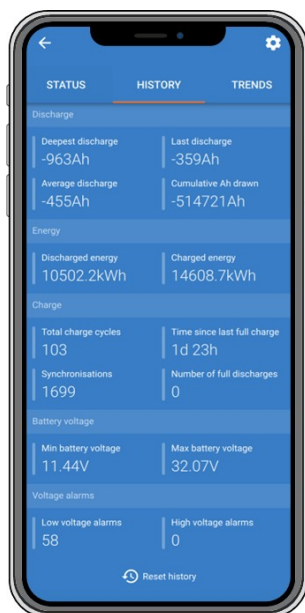 STATUS HISTORY TRENDS
Discharge
Deepest discharge Last discharge
-963Ah -359Ah
Average discharge Cumulative Ah drawn
-455Ah -514721Ah
Energy
Discharged energy Charged energy
10502.2kWh 14608.7kWh
Charge
Total charge cycles Time since last full charge
103 1d 23h
Synchronisations Number of full discharges
1699 0
Battery voltage
Min battery voltage Max battery voltage
11.44V 32.07V
Voltage alarms
Low voltage alarms High voltage alarms
58 0
Reset history